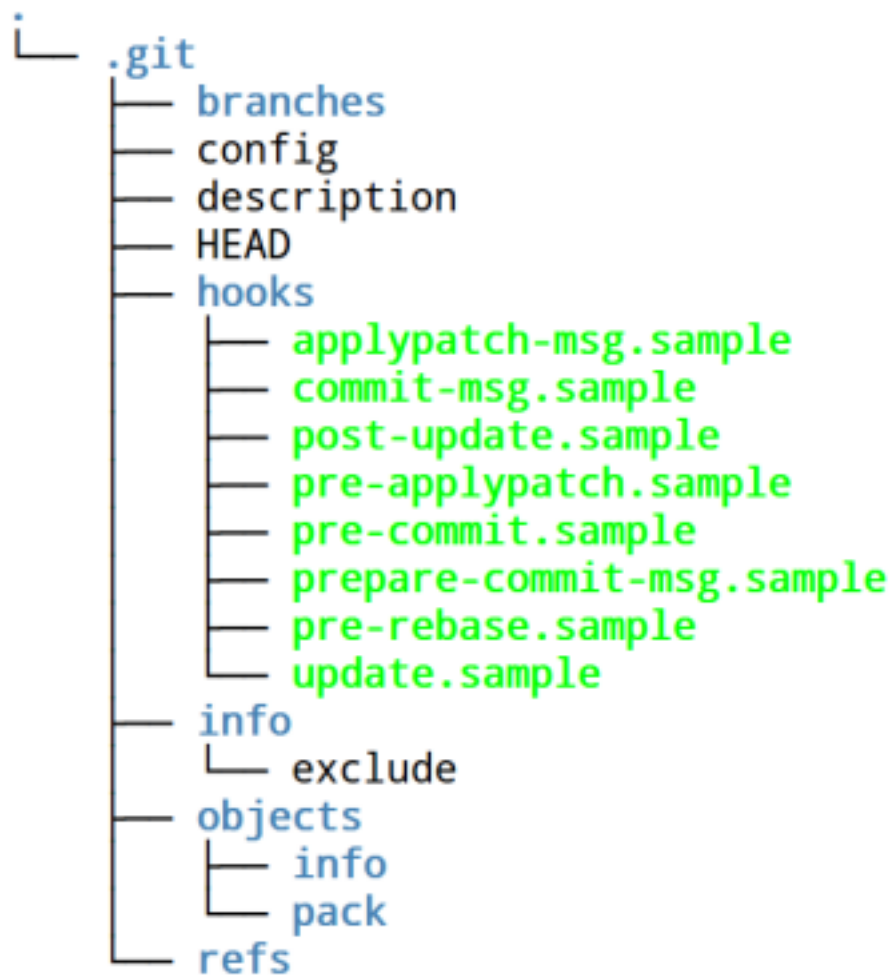 .
└── .git
    ├── branches
    ├── config
    ├── description
    ├── HEAD
    ├── hooks
    │   ├── applypatch-msg.sample
    │   ├── commit-msg.sample
    │   ├── post-update.sample
    │   ├── pre-applypatch.sample
    │   ├── pre-commit.sample
    │   ├── prepare-commit-msg.sample
    │   ├── pre-rebase.sample
    │   └── update.sample
    ├── info
    │   └── exclude
    ├── objects
    │   ├── info
    │   └── pack
    └── refs